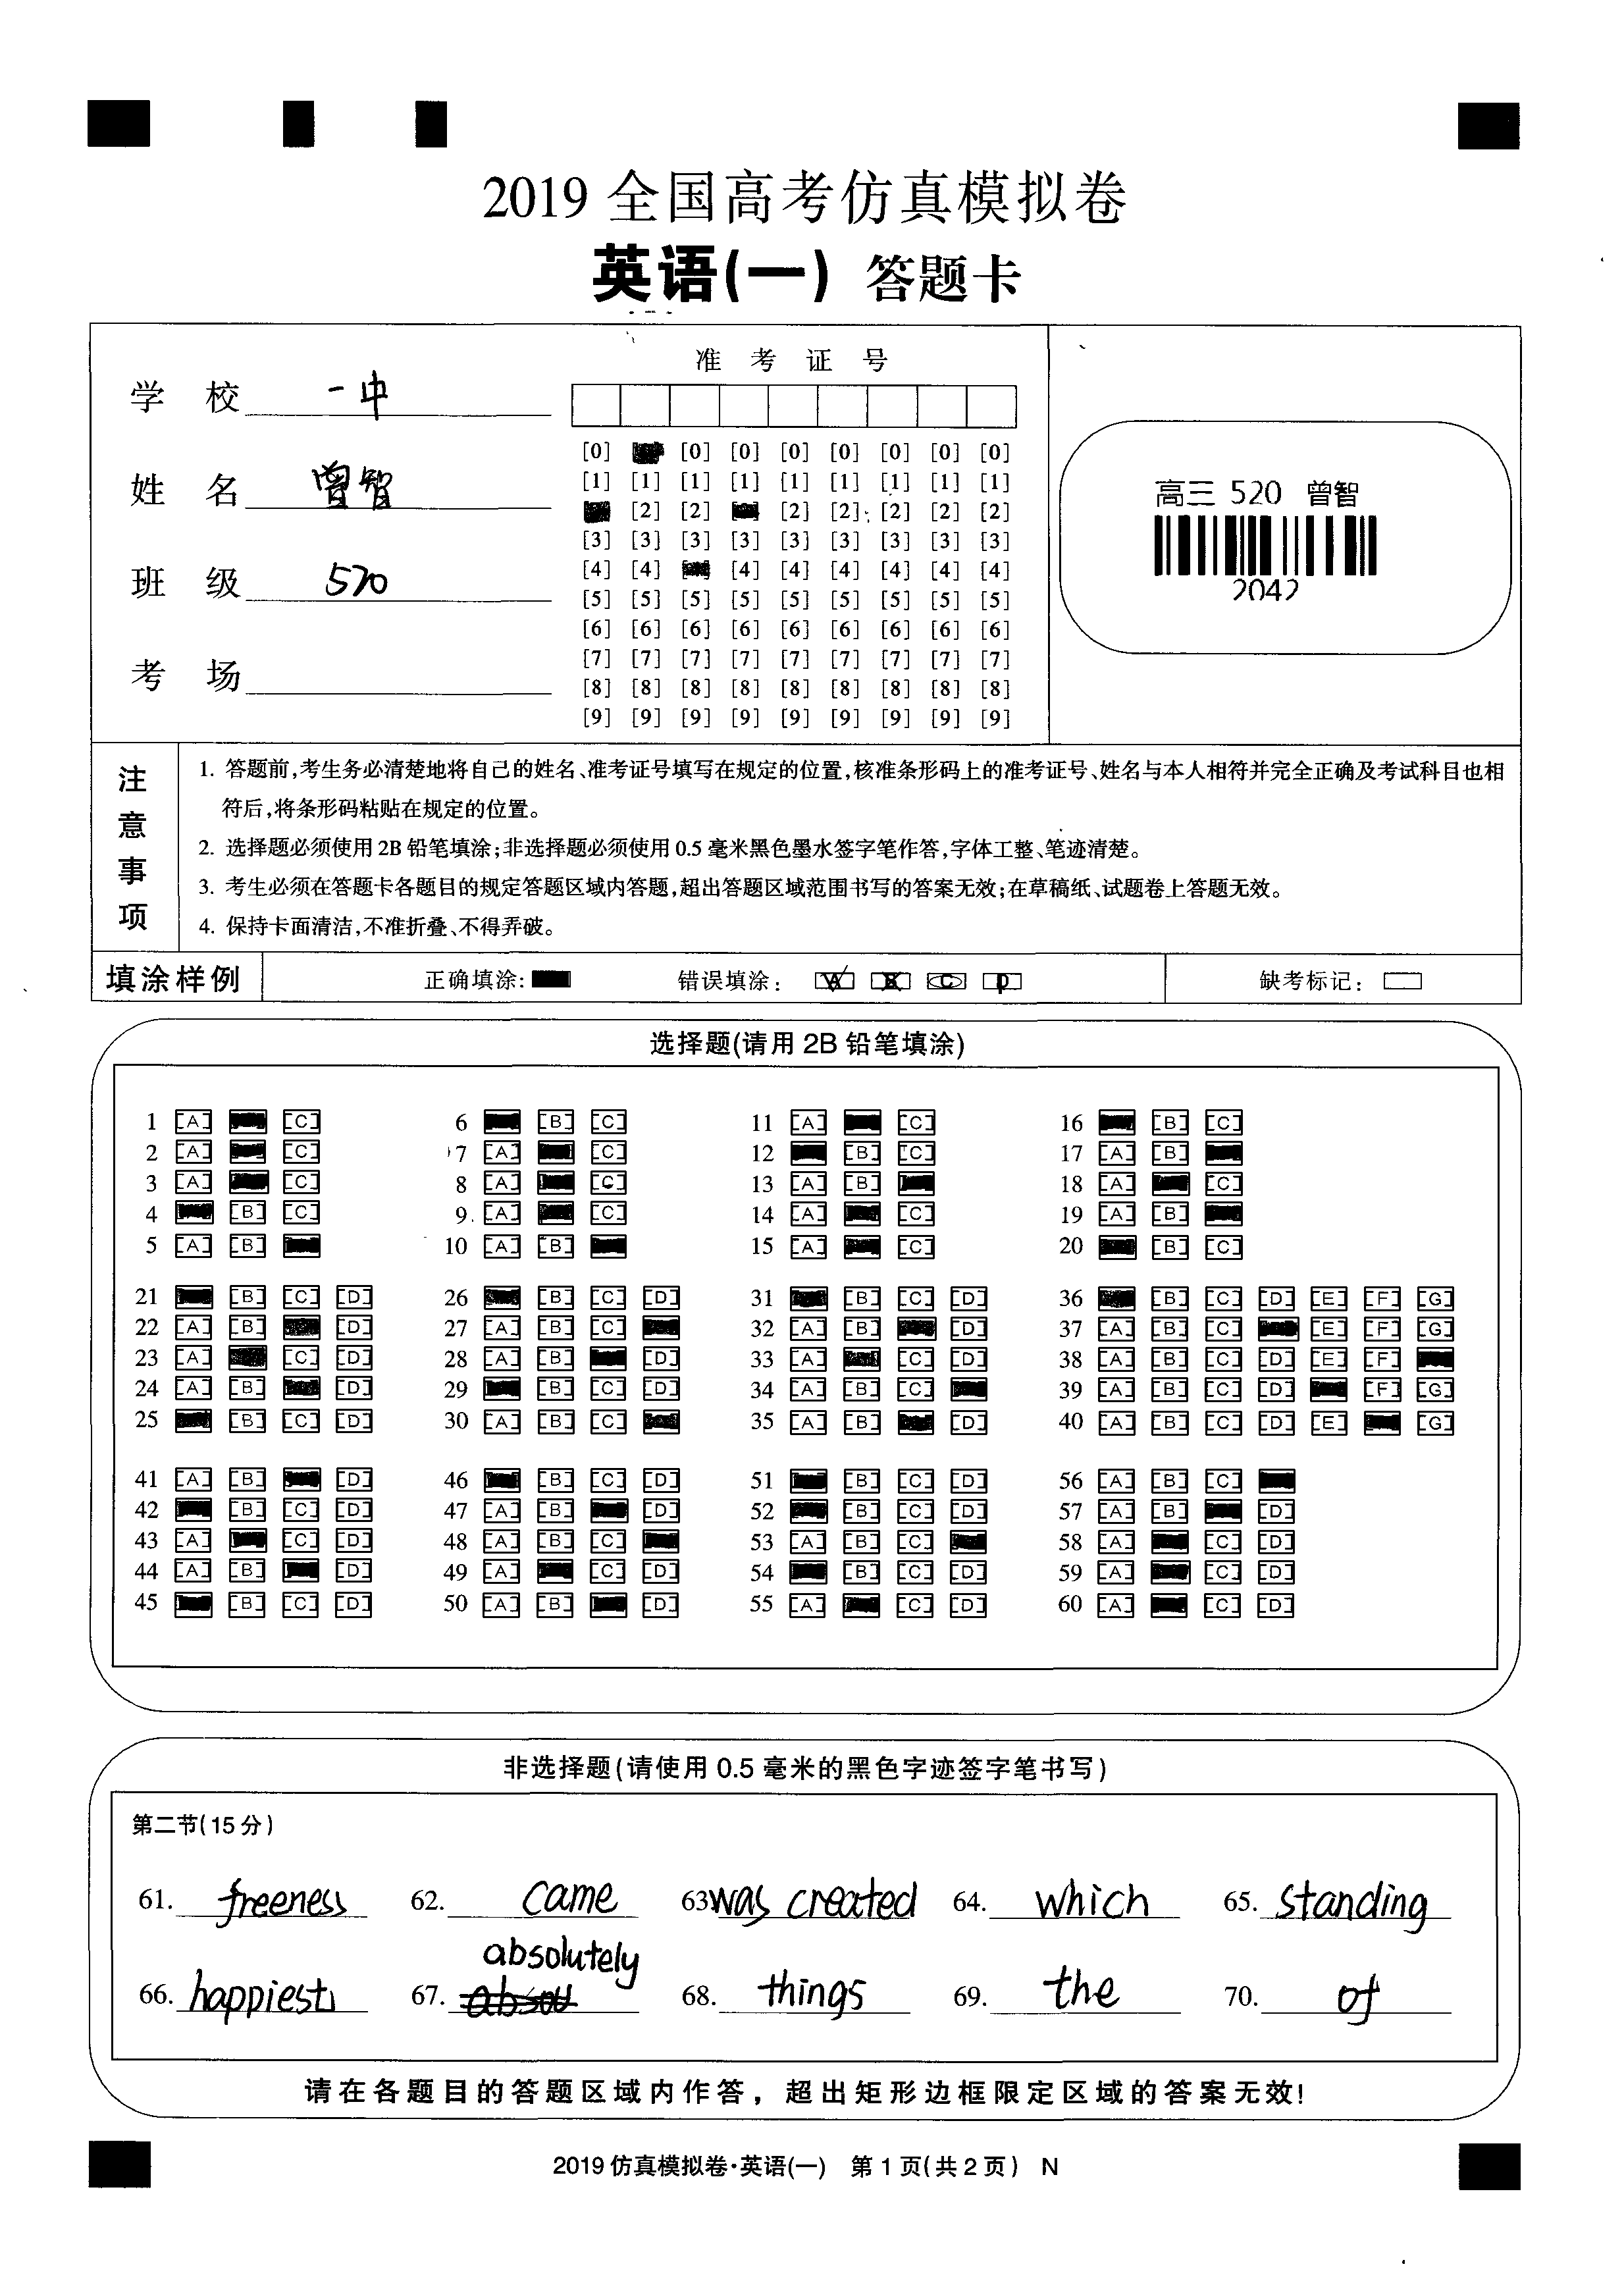 2019 全国高考仿真模拟卷
英语(一) 答题卡
准 考 证 号
学 校 一中
姓 名 曾智
班 级 520
考 场
[0] [0] [0] [0] [0] [0] [0] [0]
[1] [1] [1] [1] [1] [1] [1] [1] [1]
[2] [2] [2] [2] [2] [2] [2]
[3] [3] [3] [3] [3] [3] [3] [3] [3]
[4] [4] [4] [4] [4] [4] [4] [4]
[5] [5] [5] [5] [5] [5] [5] [5] [5]
[6] [6] [6] [6] [6] [6] [6] [6] [6]
[7] [7] [7] [7] [7] [7] [7] [7] [7]
[8] [8] [8] [8] [8] [8] [8] [8] [8]
[9] [9] [9] [9] [9] [9] [9] [9] [9]
高三 520 曾智
2042
注意事项
1. 答题前,考生务必清楚地将自己的姓名、准考证号填写在规定的位置,核准条形码上的准考证号、姓名与本人相符并完全正确及考试科目也相
符后,将条形码粘贴在规定的位置。
2. 选择题必须使用 2B 铅笔填涂;非选择题必须使用 0.5 毫米黑色墨水签字笔作答,字体工整、笔迹清楚。
3. 考生必须在答题卡各题目的规定答题区域内答题,超出答题区域范围书写的答案无效;在草稿纸、试题卷上答题无效。
4. 保持卡面清洁,不准折叠、不得弄破。
填涂样例 正确填涂: 错误填涂: A B C D 缺考标记:
选择题(请用 2B 铅笔填涂)
1 [A] [C] 6 [B] [C] 11 [A] [C] 16 [B] [C]
2 [A] [C] 7 [A] [C] 12 [B] [C] 17 [A] [B]
3 [A] [C] 8 [A] [C] 13 [A] [B] 18 [A] [C]
4 [B] [C] 9 [A] [C] 14 [A] [C] 19 [A] [B]
5 [A] [B] 10 [A] [B] 15 [A] [C] 20 [B] [C]
21 [B] [C] [D] 26 [B] [C] [D] 31 [B] [C] [D] 36 [B] [C] [D] [E] [F] [G]
22 [A] [B] [D] 27 [A] [B] [C] 32 [A] [B] [D] 37 [A] [B] [C] [E] [F] [G]
23 [A] [C] [D] 28 [A] [B] [D] 33 [A] [C] [D] 38 [A] [B] [C] [D] [E] [F]
24 [A] [B] [D] 29 [B] [C] [D] 34 [A] [B] [C] 39 [A] [B] [C] [D] [F] [G]
25 [B] [C] [D] 30 [A] [B] [C] 35 [A] [B] [D] 40 [A] [B] [C] [D] [E] [G]
41 [A] [B] [D] 46 [B] [C] [D] 51 [B] [C] [D] 56 [A] [B] [C]
42 [B] [C] [D] 47 [A] [B] [D] 52 [B] [C] [D] 57 [A] [B] [D]
43 [A] [C] [D] 48 [A] [B] [C] 53 [A] [B] [C] 58 [A] [C] [D]
44 [A] [B] [D] 49 [A] [C] [D] 54 [B] [C] [D] 59 [A] [C] [D]
45 [B] [C] [D] 50 [A] [B] [D] 55 [A] [C] [D] 60 [A] [C] [D]
非选择题(请使用 0.5 毫米的黑色字迹签字笔书写)
第二节(15 分)
61. freeness 62. came 63. was created 64. which 65. standing
66. happiest 67. absolutely 68. things 69. the 70. of
请在各题目的答题区域内作答，超出矩形边框限定区域的答案无效!
2019 仿真模拟卷·英语(一) 第 1 页(共 2 页) N